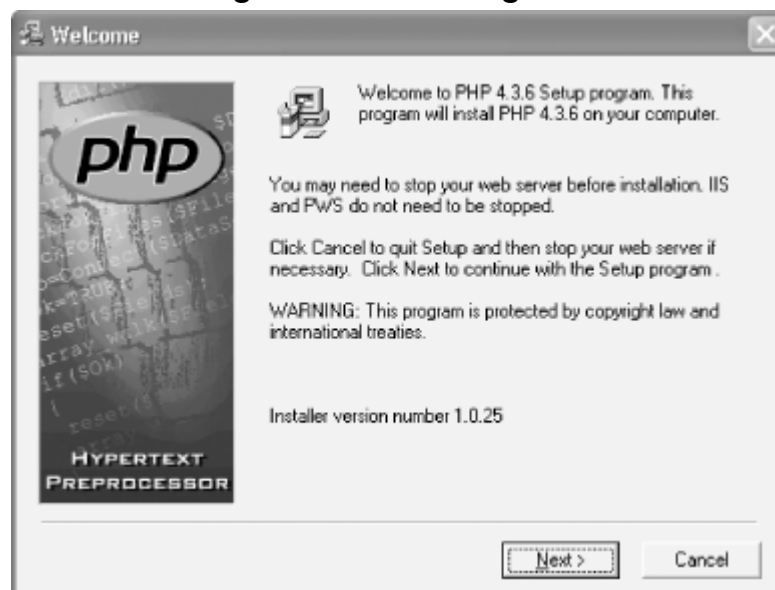 Welcome
Welcome to PHP 4.3.6 Setup program. This
program will install PHP 4.3.6 on your computer.
php
You may need to stop your web server before installation. IIS
and PWS do not need to be stopped.
Click Cancel to quit Setup and then stop your web server if
necessary. Click Next to continue with the Setup program .
WARNING: This program is protected by copyright law and
international treaties.
Installer version number 1.0.25
HYPERTEXT
PREPROCESSOR
Next >
Cancel